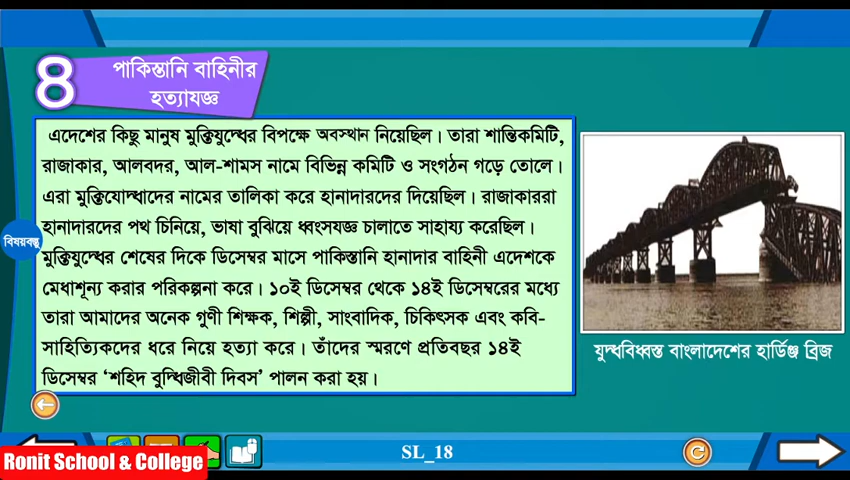 ৪
পাকিস্তানি বাহিনীর
হত্যাযজ্ঞ
এদেশের কিছু মানুষ মুক্তিযুদ্ধের বিপক্ষে অবস্থান নিয়েছিল। তারা শান্তিকমিটি,
রাজাকার, আলবদর, আল-শামস নামে বিভিন্ন কমিটি ও সংগঠন গড়ে তোলে।
এরা মুক্তিযোদ্ধাদের নামের তালিকা করে হানাদারদের দিয়েছিল। রাজাকাররা
হানাদারদের পথ চিনিয়ে, ভাষা বুঝিয়ে ধ্বংসযজ্ঞ চালাতে সাহায্য করেছিল।
মুক্তিযুদ্ধের শেষের দিকে ডিসেম্বর মাসে পাকিস্তানি হানাদার বাহিনী এদেশকে
মেধাশূন্য করার পরিকল্পনা করে। ১০ই ডিসেম্বর থেকে ১৪ই ডিসেম্বরের মধ্যে
তারা আমাদের অনেক গুণী শিক্ষক, শিল্পী, সাংবাদিক, চিকিৎসক এবং কবি-
সাহিত্যিকদের ধরে নিয়ে হত্যা করে। তাঁদের স্মরণে প্রতিবছর ১৪ই
ডিসেম্বর ‘শহিদ বুদ্ধিজীবী দিবস’ পালন করা হয়।
বিষয়বস্তু
যুদ্ধবিধ্বস্ত বাংলাদেশের হার্ডিঞ্জ ব্রিজ
SL_18
Ronit School & College